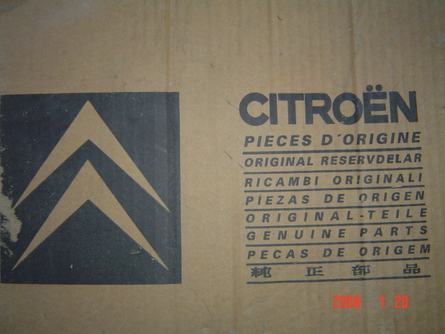 CITROËN
PIECES D'ORIGINE
ORIGINAL RESERVDELAR
RICAMBI ORIGINALI
PIEZAS DE ORIGEN
ORIGINAL-TEILE
GENUINE PARTS
PECAS DE ORIGEM
純正部品
2006 1 20